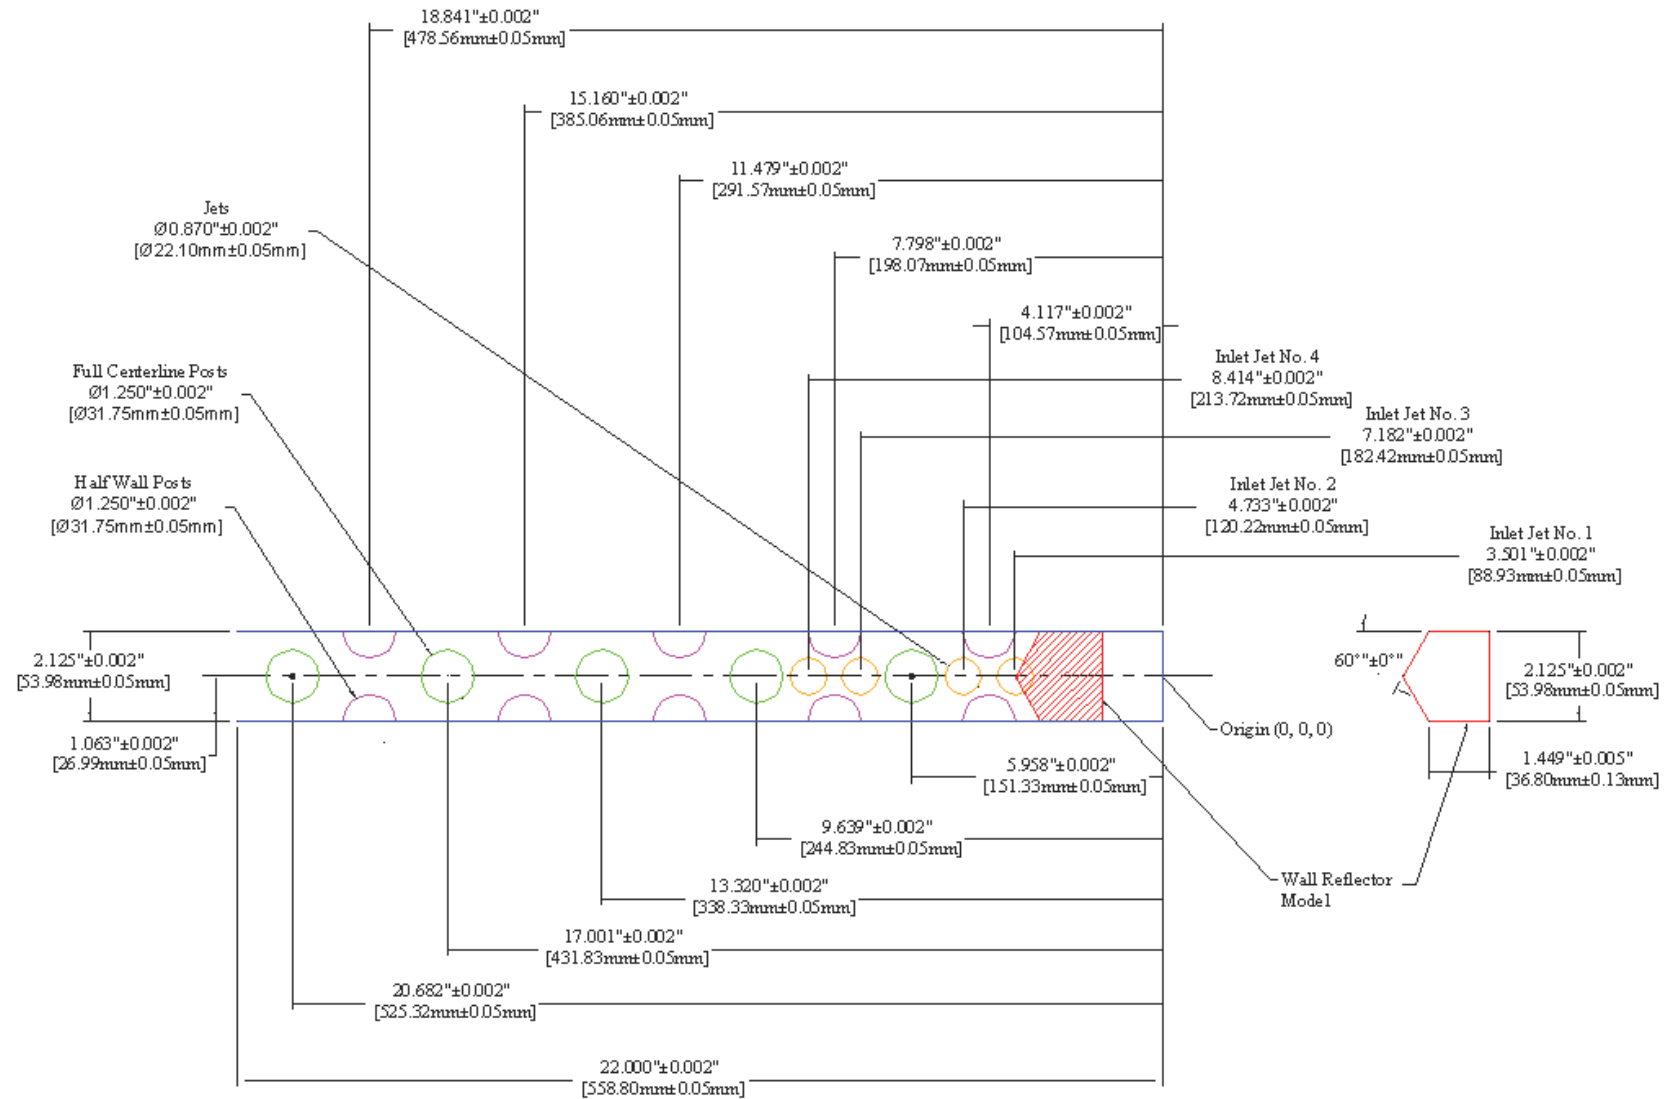 18.841"±0.002"
[478.56mm±0.05mm]
15.160"±0.002"
[385.06mm±0.05mm]
11.479"±0.002"
[291.57mm±0.05mm]
Jets
Ø0.870"±0.002"
[Ø22.10mm±0.05mm]
7.798"±0.002"
[198.07mm±0.05mm]
4.117"±0.002"
[104.57mm±0.05mm]
Inlet Jet No. 4
8.414"±0.002"
[213.72mm±0.05mm]
Full Centerline Posts
Ø1.250"±0.002"
[Ø31.75mm±0.05mm]
Inlet Jet No. 3
7.182"±0.002"
[182.42mm±0.05mm]
Half Wall Posts
Ø1.250"±0.002"
[Ø31.75mm±0.05mm]
Inlet Jet No. 2
4.733"±0.002"
[120.22mm±0.05mm]
Inlet Jet No. 1
3.501"±0.002"
[88.93mm±0.05mm]
2.125"±0.002"
[53.98mm±0.05mm]
60°"±0°"
2.125"±0.002"
[53.98mm±0.05mm]
1.063"±0.002"
[26.99mm±0.05mm]
Origin (0, 0, 0)
5.958"±0.002"
[151.33mm±0.05mm]
1.449"±0.005"
[36.80mm±0.13mm]
9.639"±0.002"
[244.83mm±0.05mm]
13.320"±0.002"
[338.33mm±0.05mm]
Wall Reflector
Model
17.001"±0.002"
[431.83mm±0.05mm]
20.682"±0.002"
[525.32mm±0.05mm]
22.000"±0.002"
[558.80mm±0.05mm]